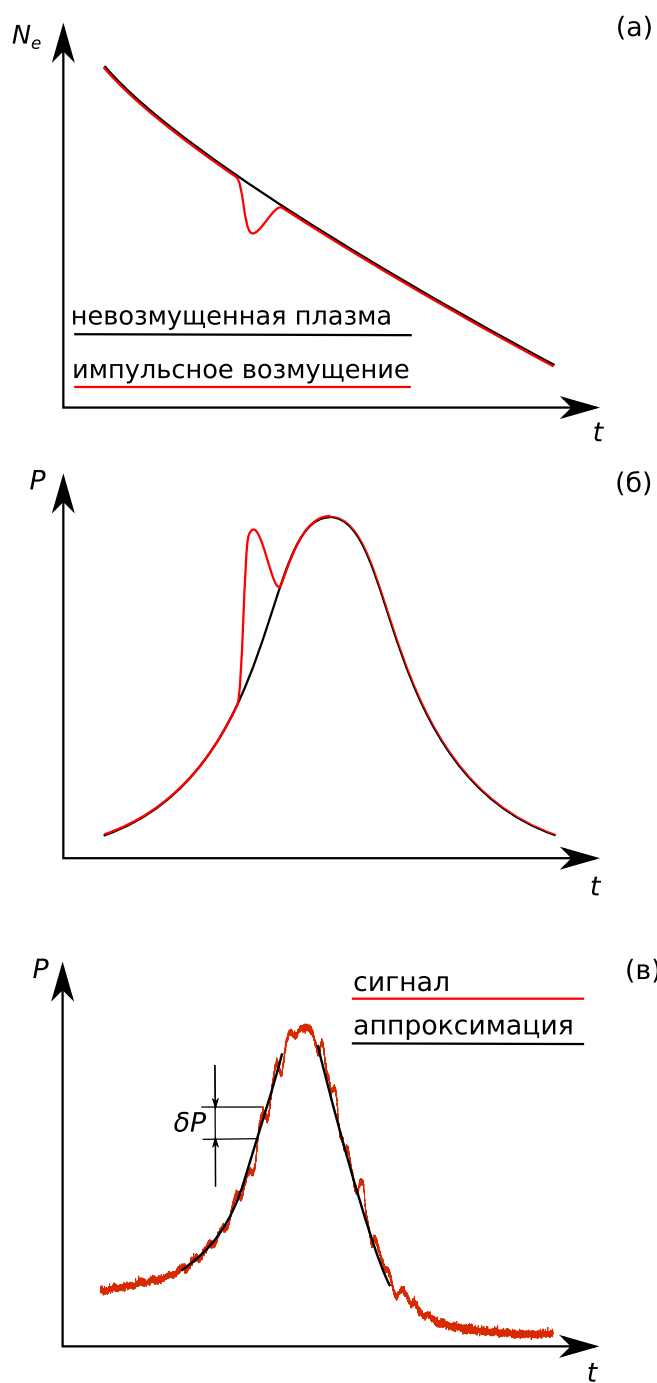 (а)
Nₑ
невозмущенная плазма
импульсное возмущение
t
P
(б)
t
P
(в)
сигнал
аппроксимация
δP
t